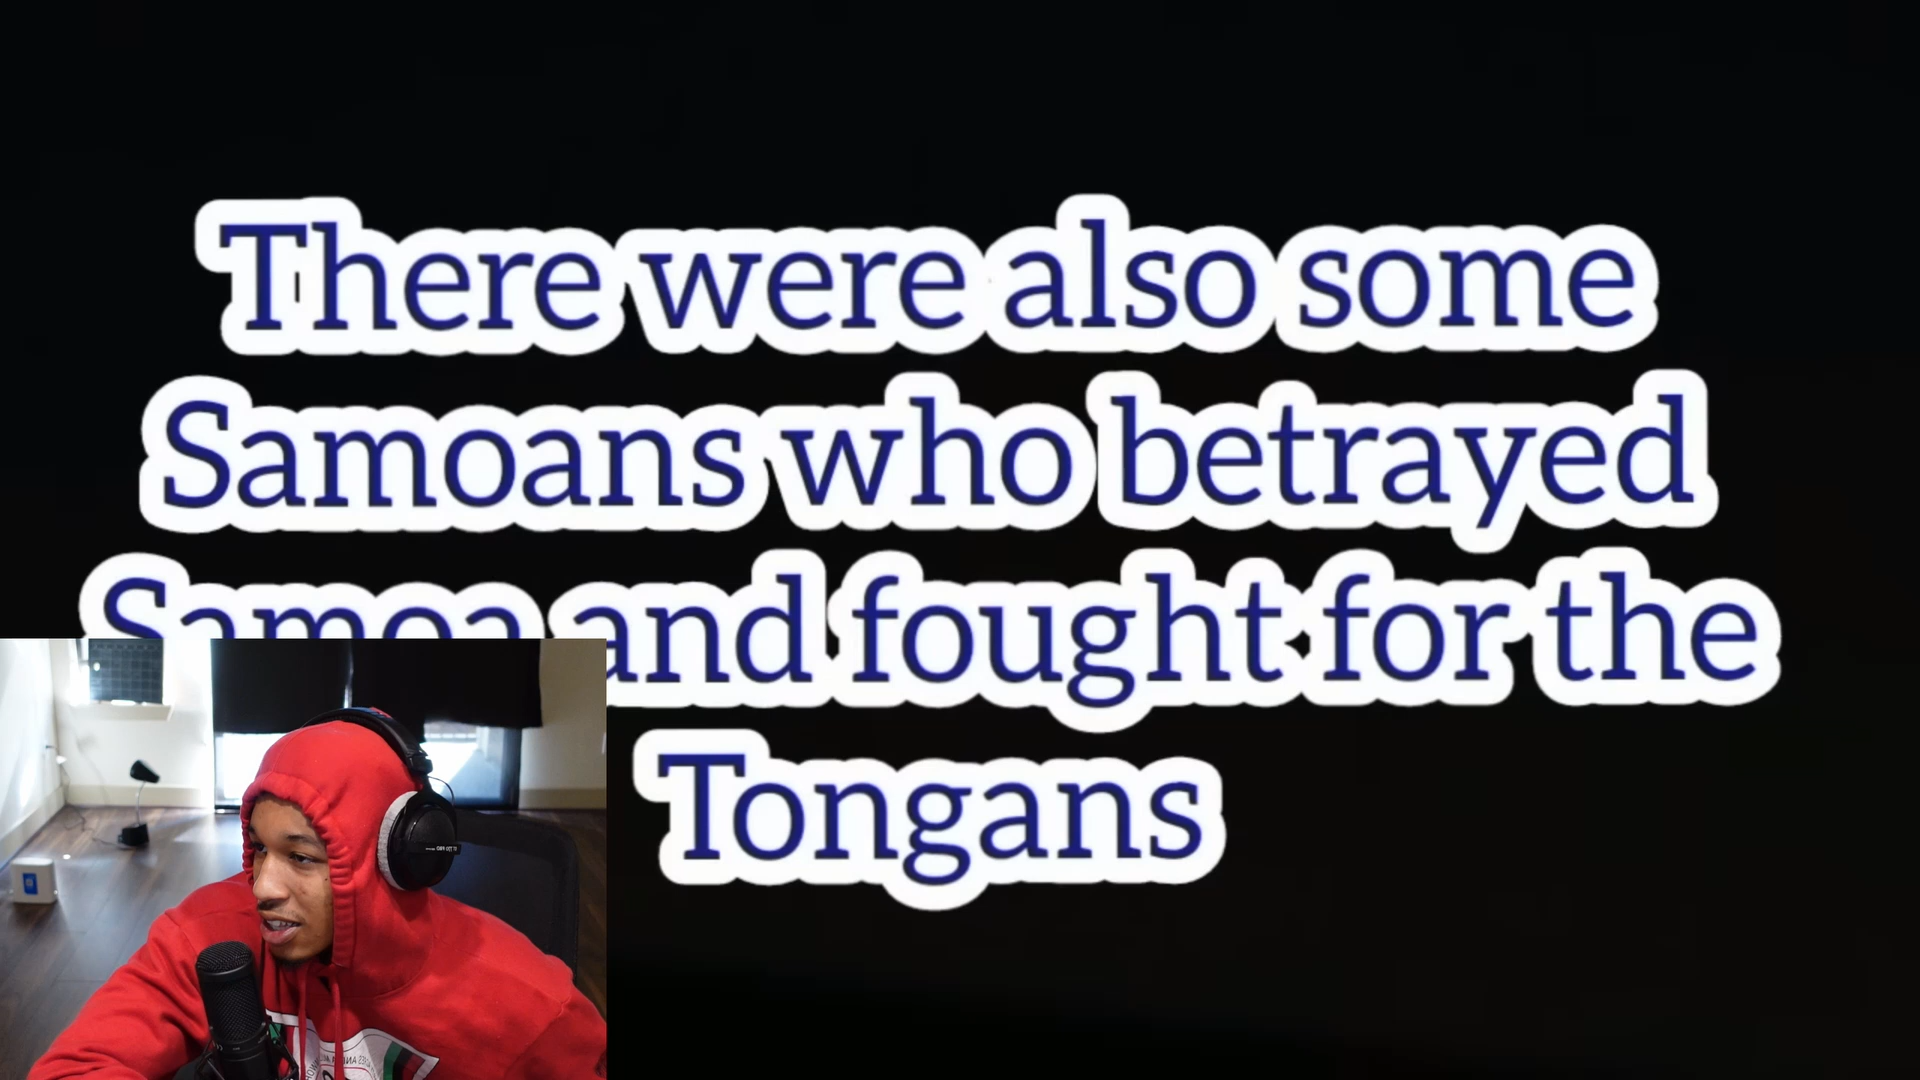 There were also some
Samoans who betrayed
Samoa and fought for the
Tongans